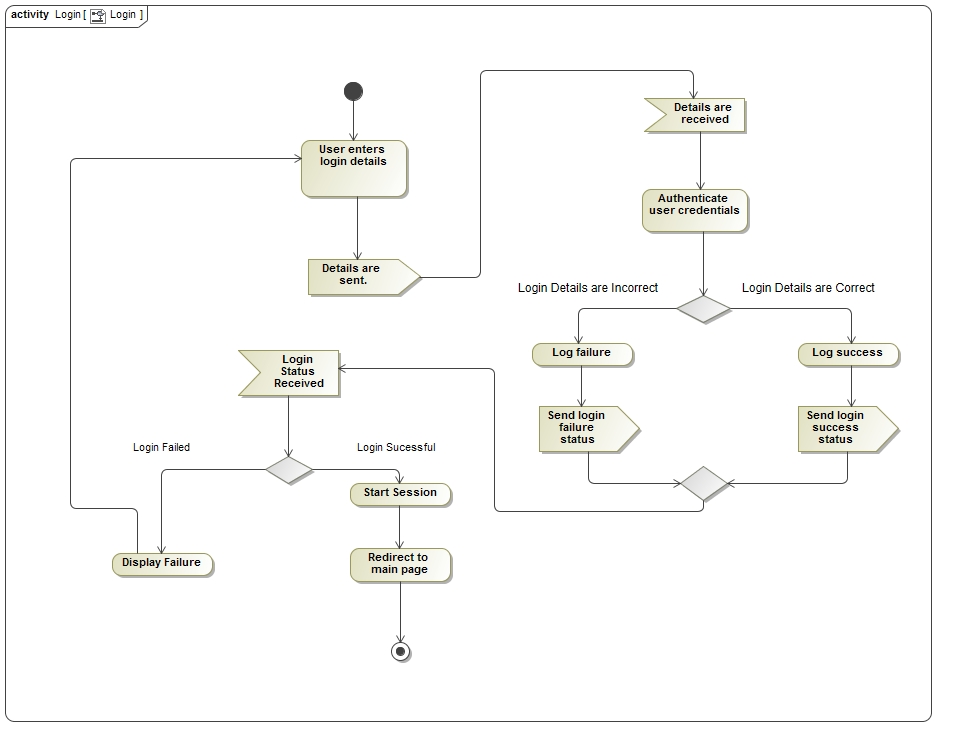 activity Login [ Login ]
User enters
login details
Details are
sent.
Details are
received
Authenticate
user credentials
Login Details are Incorrect
Login Details are Correct
Log failure
Log success
Send login
failure
status
Send login
success
status
Login
Status
Received
Login Failed
Login Sucessful
Start Session
Display Failure
Redirect to
main page